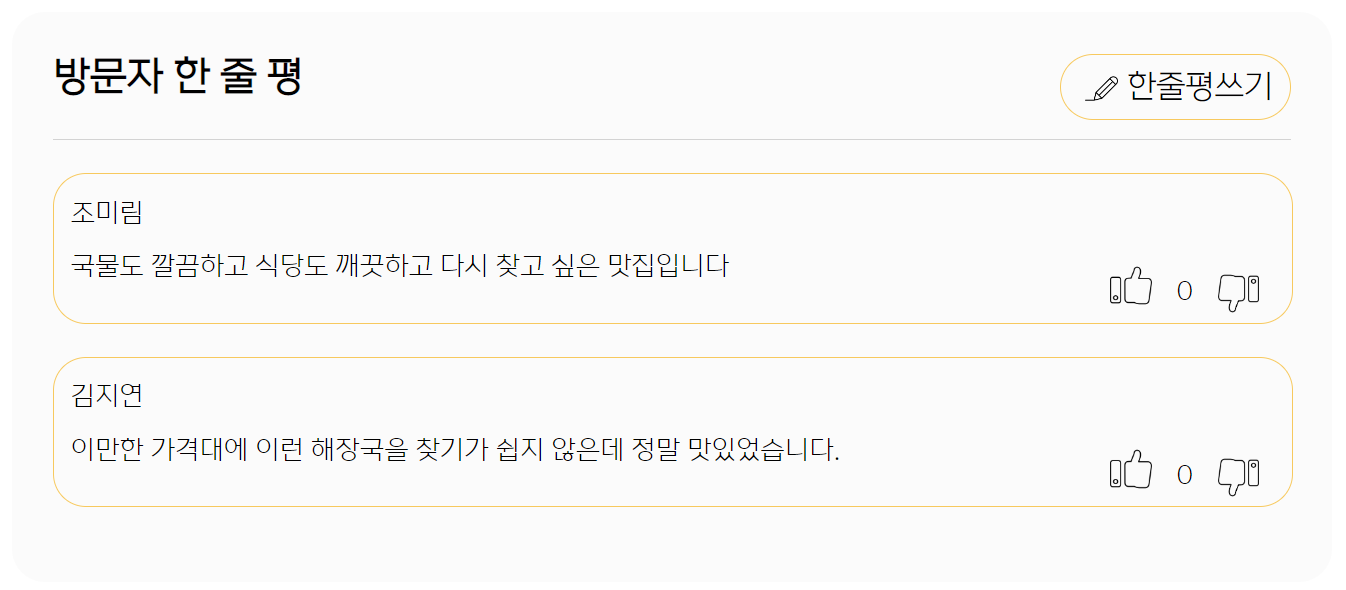 방문자 한 줄 평
한줄평쓰기
조미림
국물도 깔끔하고 식당도 깨끗하고 다시 찾고 싶은 맛집입니다
0
김지연
이만한 가격대에 이런 해장국을 찾기가 쉽지 않은데 정말 맛있었습니다.
0